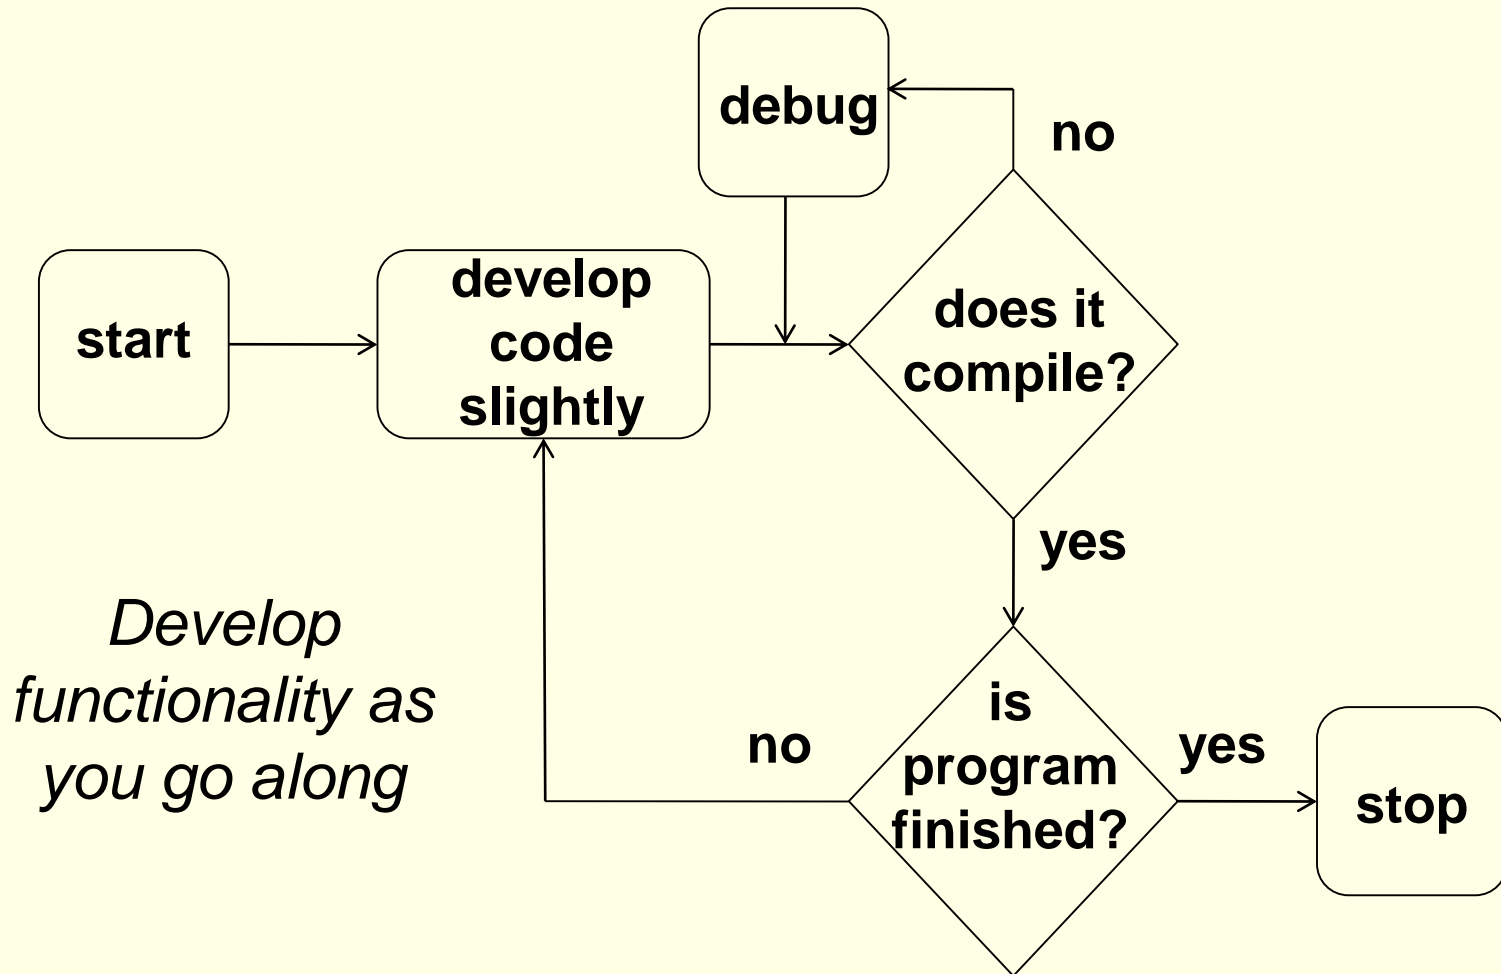 debug
no
start
develop
code
slightly
does it
compile?
yes
Develop
functionality as
you go along
no
is
program
finished?
yes
stop